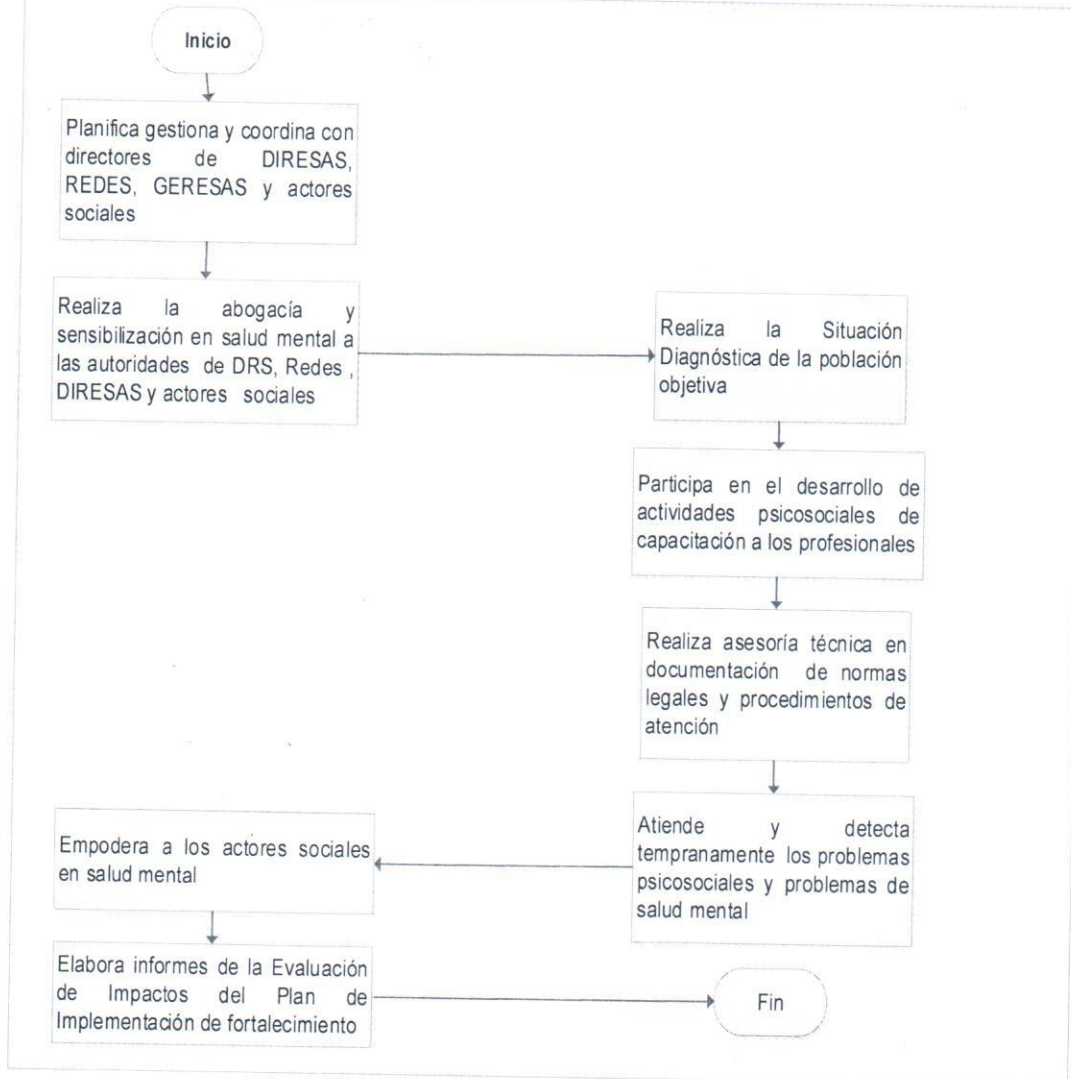 Inicio
Planifica gestiona y coordina con
directores de DIRESAS,
REDES, GERESAS y actores
sociales
Realiza la abogacía y
sensibilización en salud mental a
las autoridades de DRS, Redes ,
DIRESAS y actores sociales
Realiza la Situación
Diagnóstica de la población
objetiva
Participa en el desarrollo de
actividades psicosociales de
capacitación a los profesionales
Realiza asesoría técnica en
documentación de normas
legales y procedimientos de
atención
Atiende y detecta
tempranamente los problemas
psicosociales y problemas de
salud mental
Empodera a los actores sociales
en salud mental
Elabora informes de la Evaluación
de Impactos del Plan de
Implementación de fortalecimiento
Fin